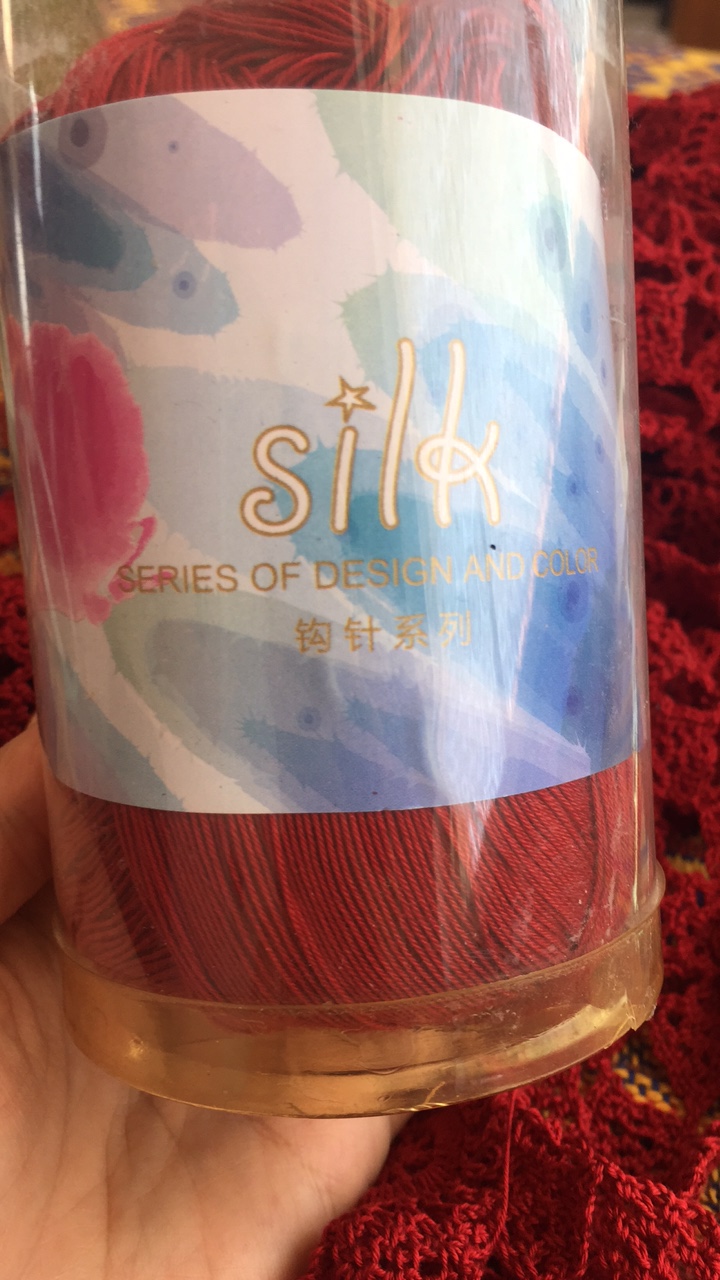 silk
SERIES OF DESIGN AND COLOR
钩针系列